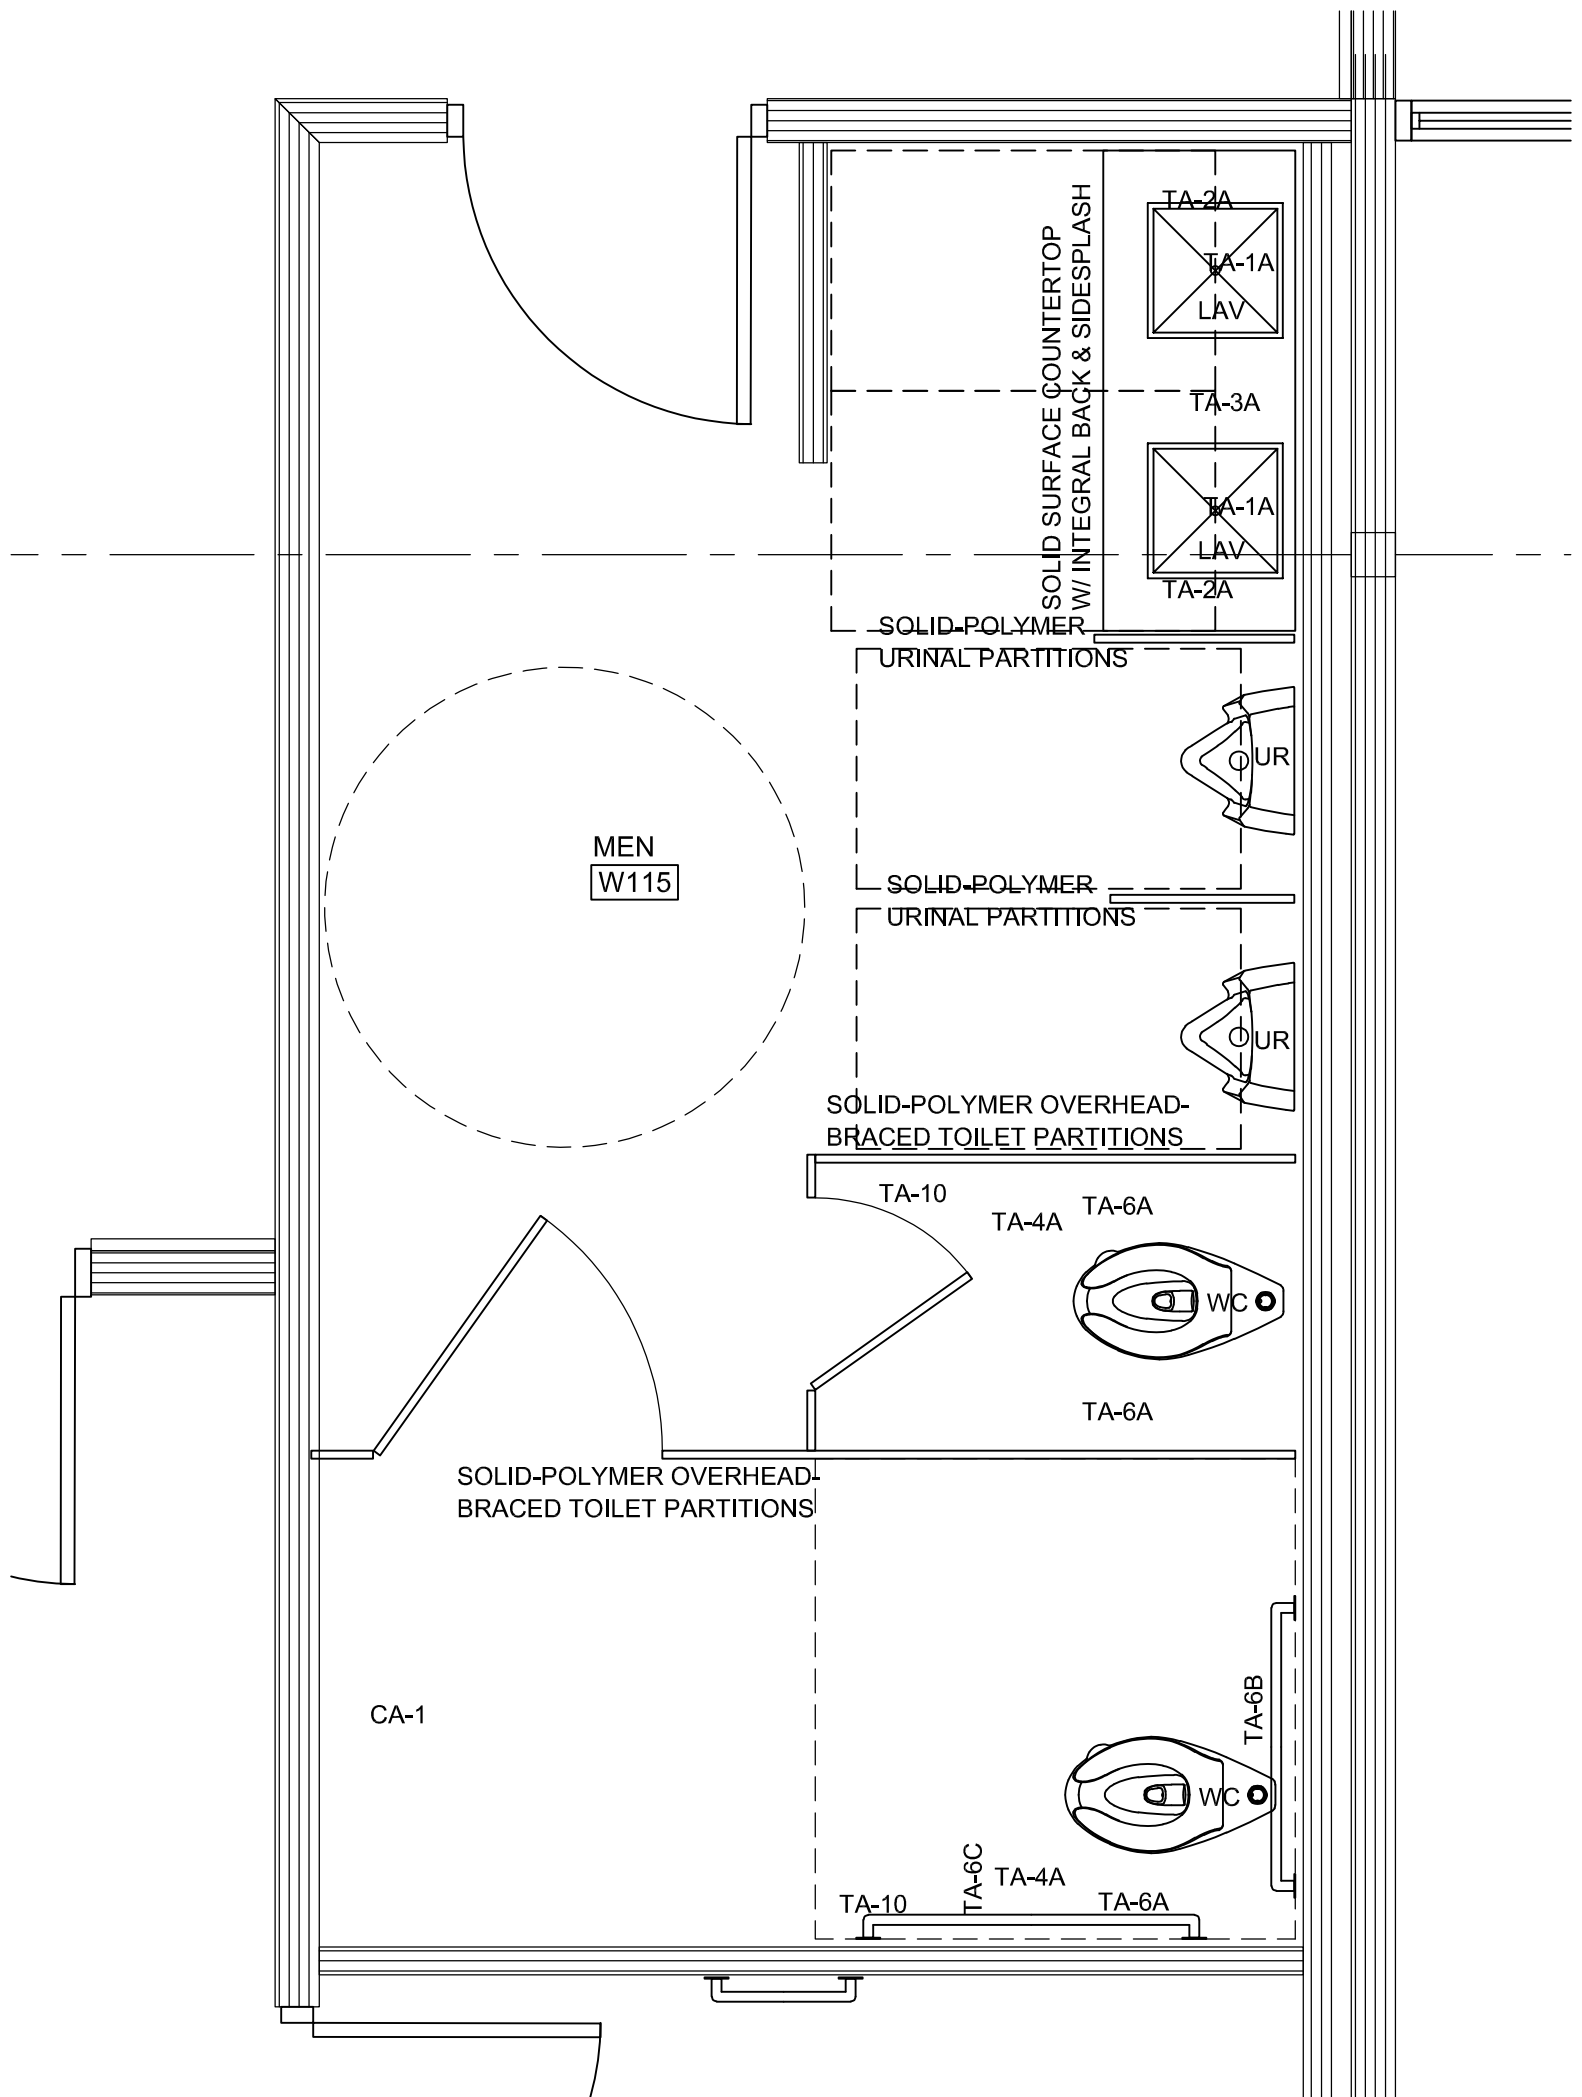 TA-2A
TA-1A
LAV
SOLID SURFACE COUNTERTOP
W/ INTEGRAL BACK & SIDESPLASH
TA-3A
TA-1A
LAV
TA-2A
SOLID-POLYMER
URINAL PARTITIONS
UR
MEN
W115
SOLID-POLYMER
URINAL PARTITIONS
UR
SOLID-POLYMER OVERHEAD-
BRACED TOILET PARTITIONS
TA-10
TA-4A
TA-6A
WC
TA-6A
SOLID-POLYMER OVERHEAD-
BRACED TOILET PARTITIONS
CA-1
TA-6B
WC
TA-6C
TA-4A
TA-10
TA-6A